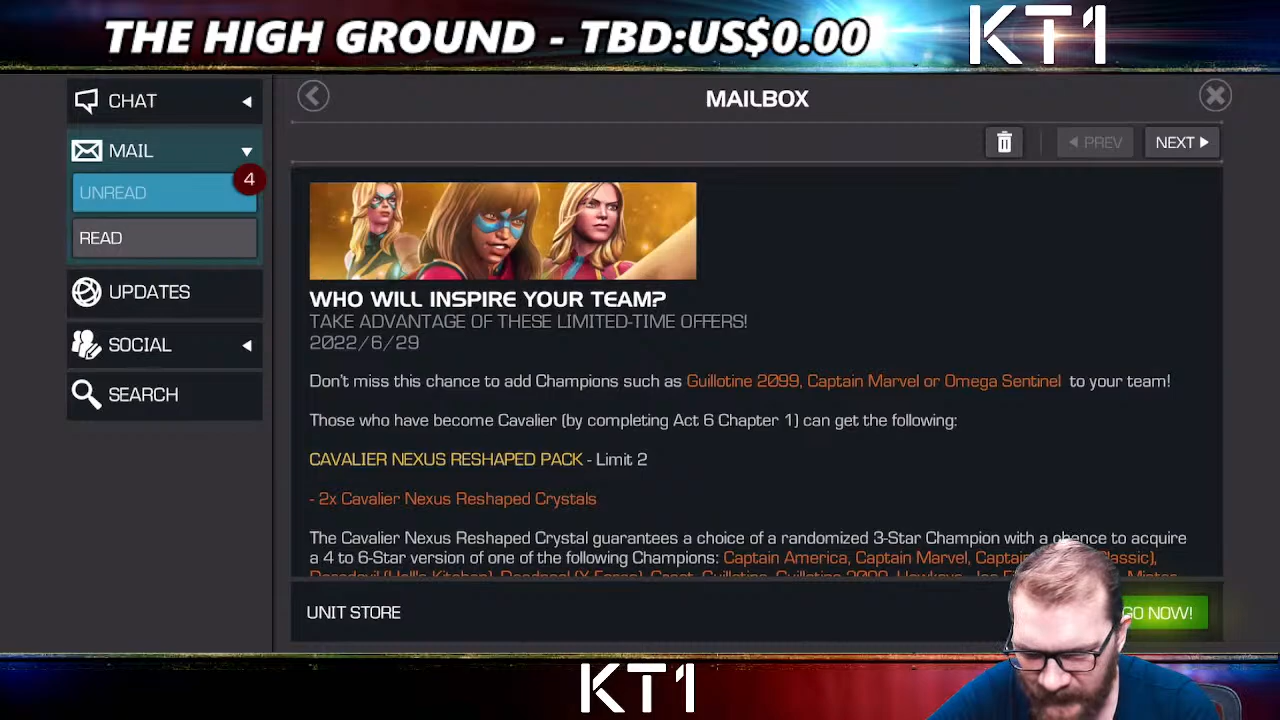 THE HIGH GROUND - TBD:US$0.00
KT1
CHAT
MAIL
4
UNREAD
READ
UPDATES
SOCIAL
SEARCH
MAILBOX
PREV
NEXT
WHO WILL INSPIRE YOUR TEAM?
TAKE ADVANTAGE OF THESE LIMITED-TIME OFFERS!
2022/6/29
Don't miss this chance to add Champions such as Guillotine 2099, Captain Marvel or Omega Sentinel to your team!
Those who have become Cavalier (by completing Act 6 Chapter 1) can get the following:
CAVALIER NEXUS RESHAPED PACK - Limit 2
- 2x Cavalier Nexus Reshaped Crystals
The Cavalier Nexus Reshaped Crystal guarantees a choice of a randomized 3-Star Champion with a chance to acquire
a 4 to 6-Star version of one of the following Champions: Captain America, Captain Marvel, Classic),
UNIT STORE
GO NOW!
KT1